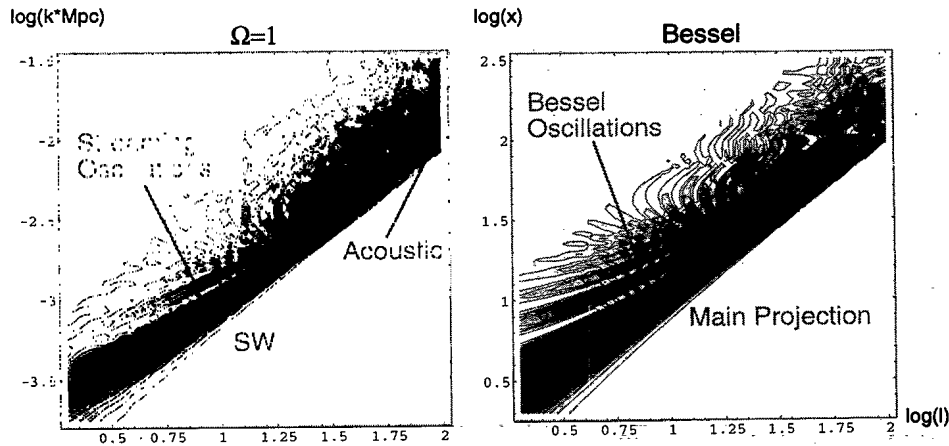 log(k*Mpc)
Ω=1
-1.5
-2
-2.5
-3
-3.5
Acoustic
SW
0.5
0.75
1
1.25
1.5
1.75
2
log(x)
Bessel
2.5
2
1.5
1
0.5
Bessel
Oscillations
Main Projection
0.5
0.75
1
1.25
1.5
1.75
2
log(l)